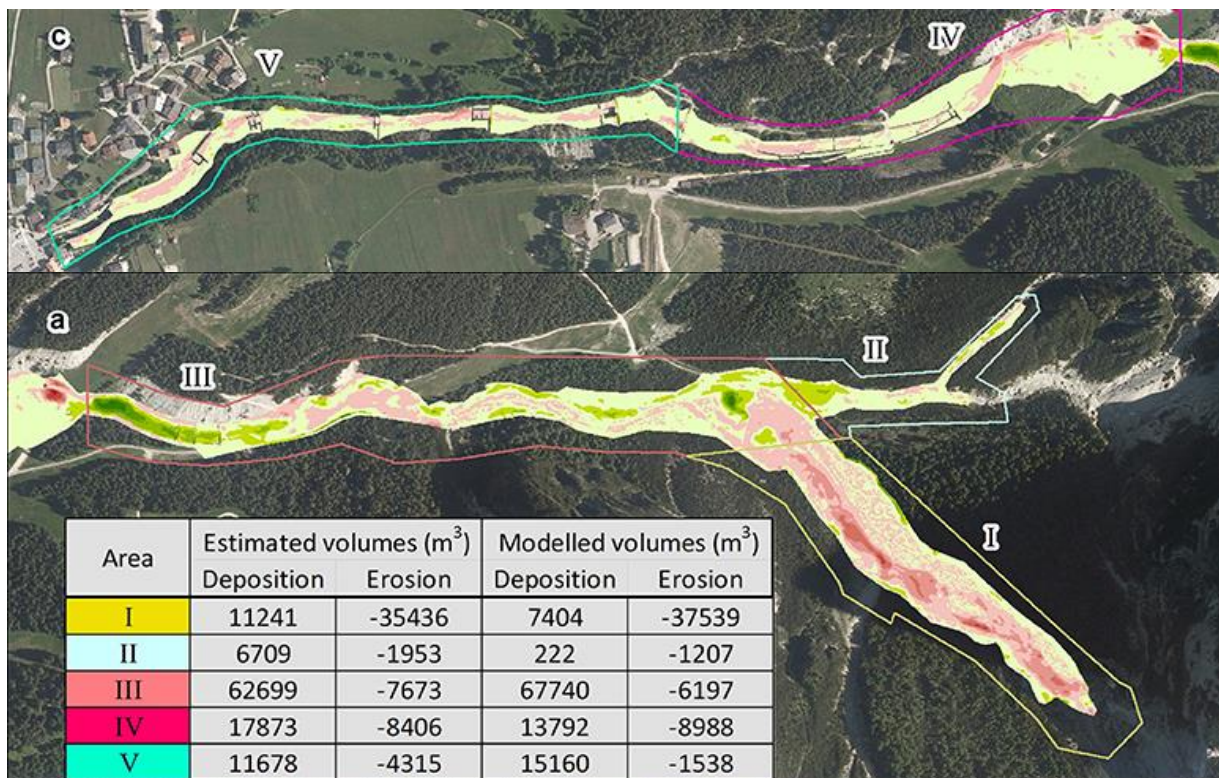 c
V
IV
a
III
II
I
Area Estimated volumes (m³) Modelled volumes (m³)
Deposition Erosion Deposition Erosion
I 11241 -35436 7404 -37539
II 6709 -1953 222 -1207
III 62699 -7673 67740 -6197
IV 17873 -8406 13792 -8988
V 11678 -4315 15160 -1538